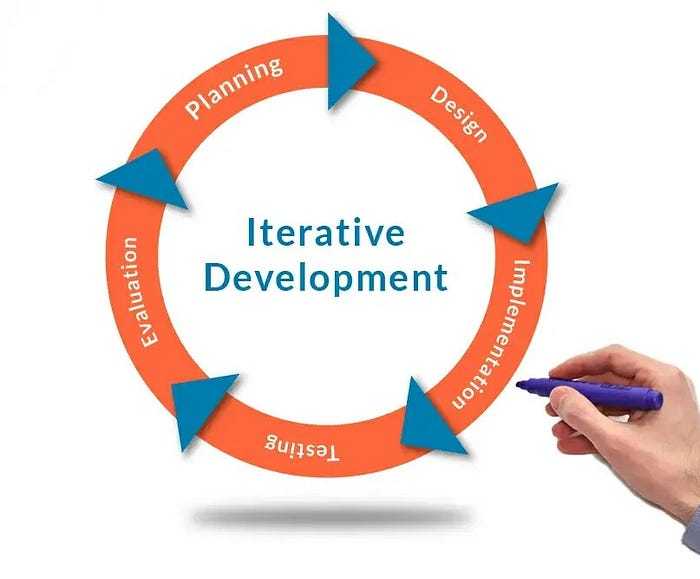 Iterative
Development
Planning
Design
Implementation
Testing
Evaluation